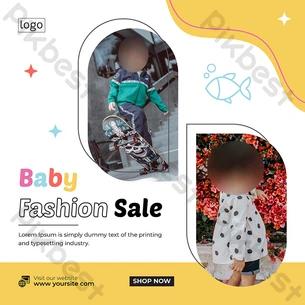 logo
Baby
Fashion Sale
Lorem Ipsum is simply dummy text of the printing
and typesetting industry.
Visit our website
www.yoursite.com
SHOP NOW
pikbest